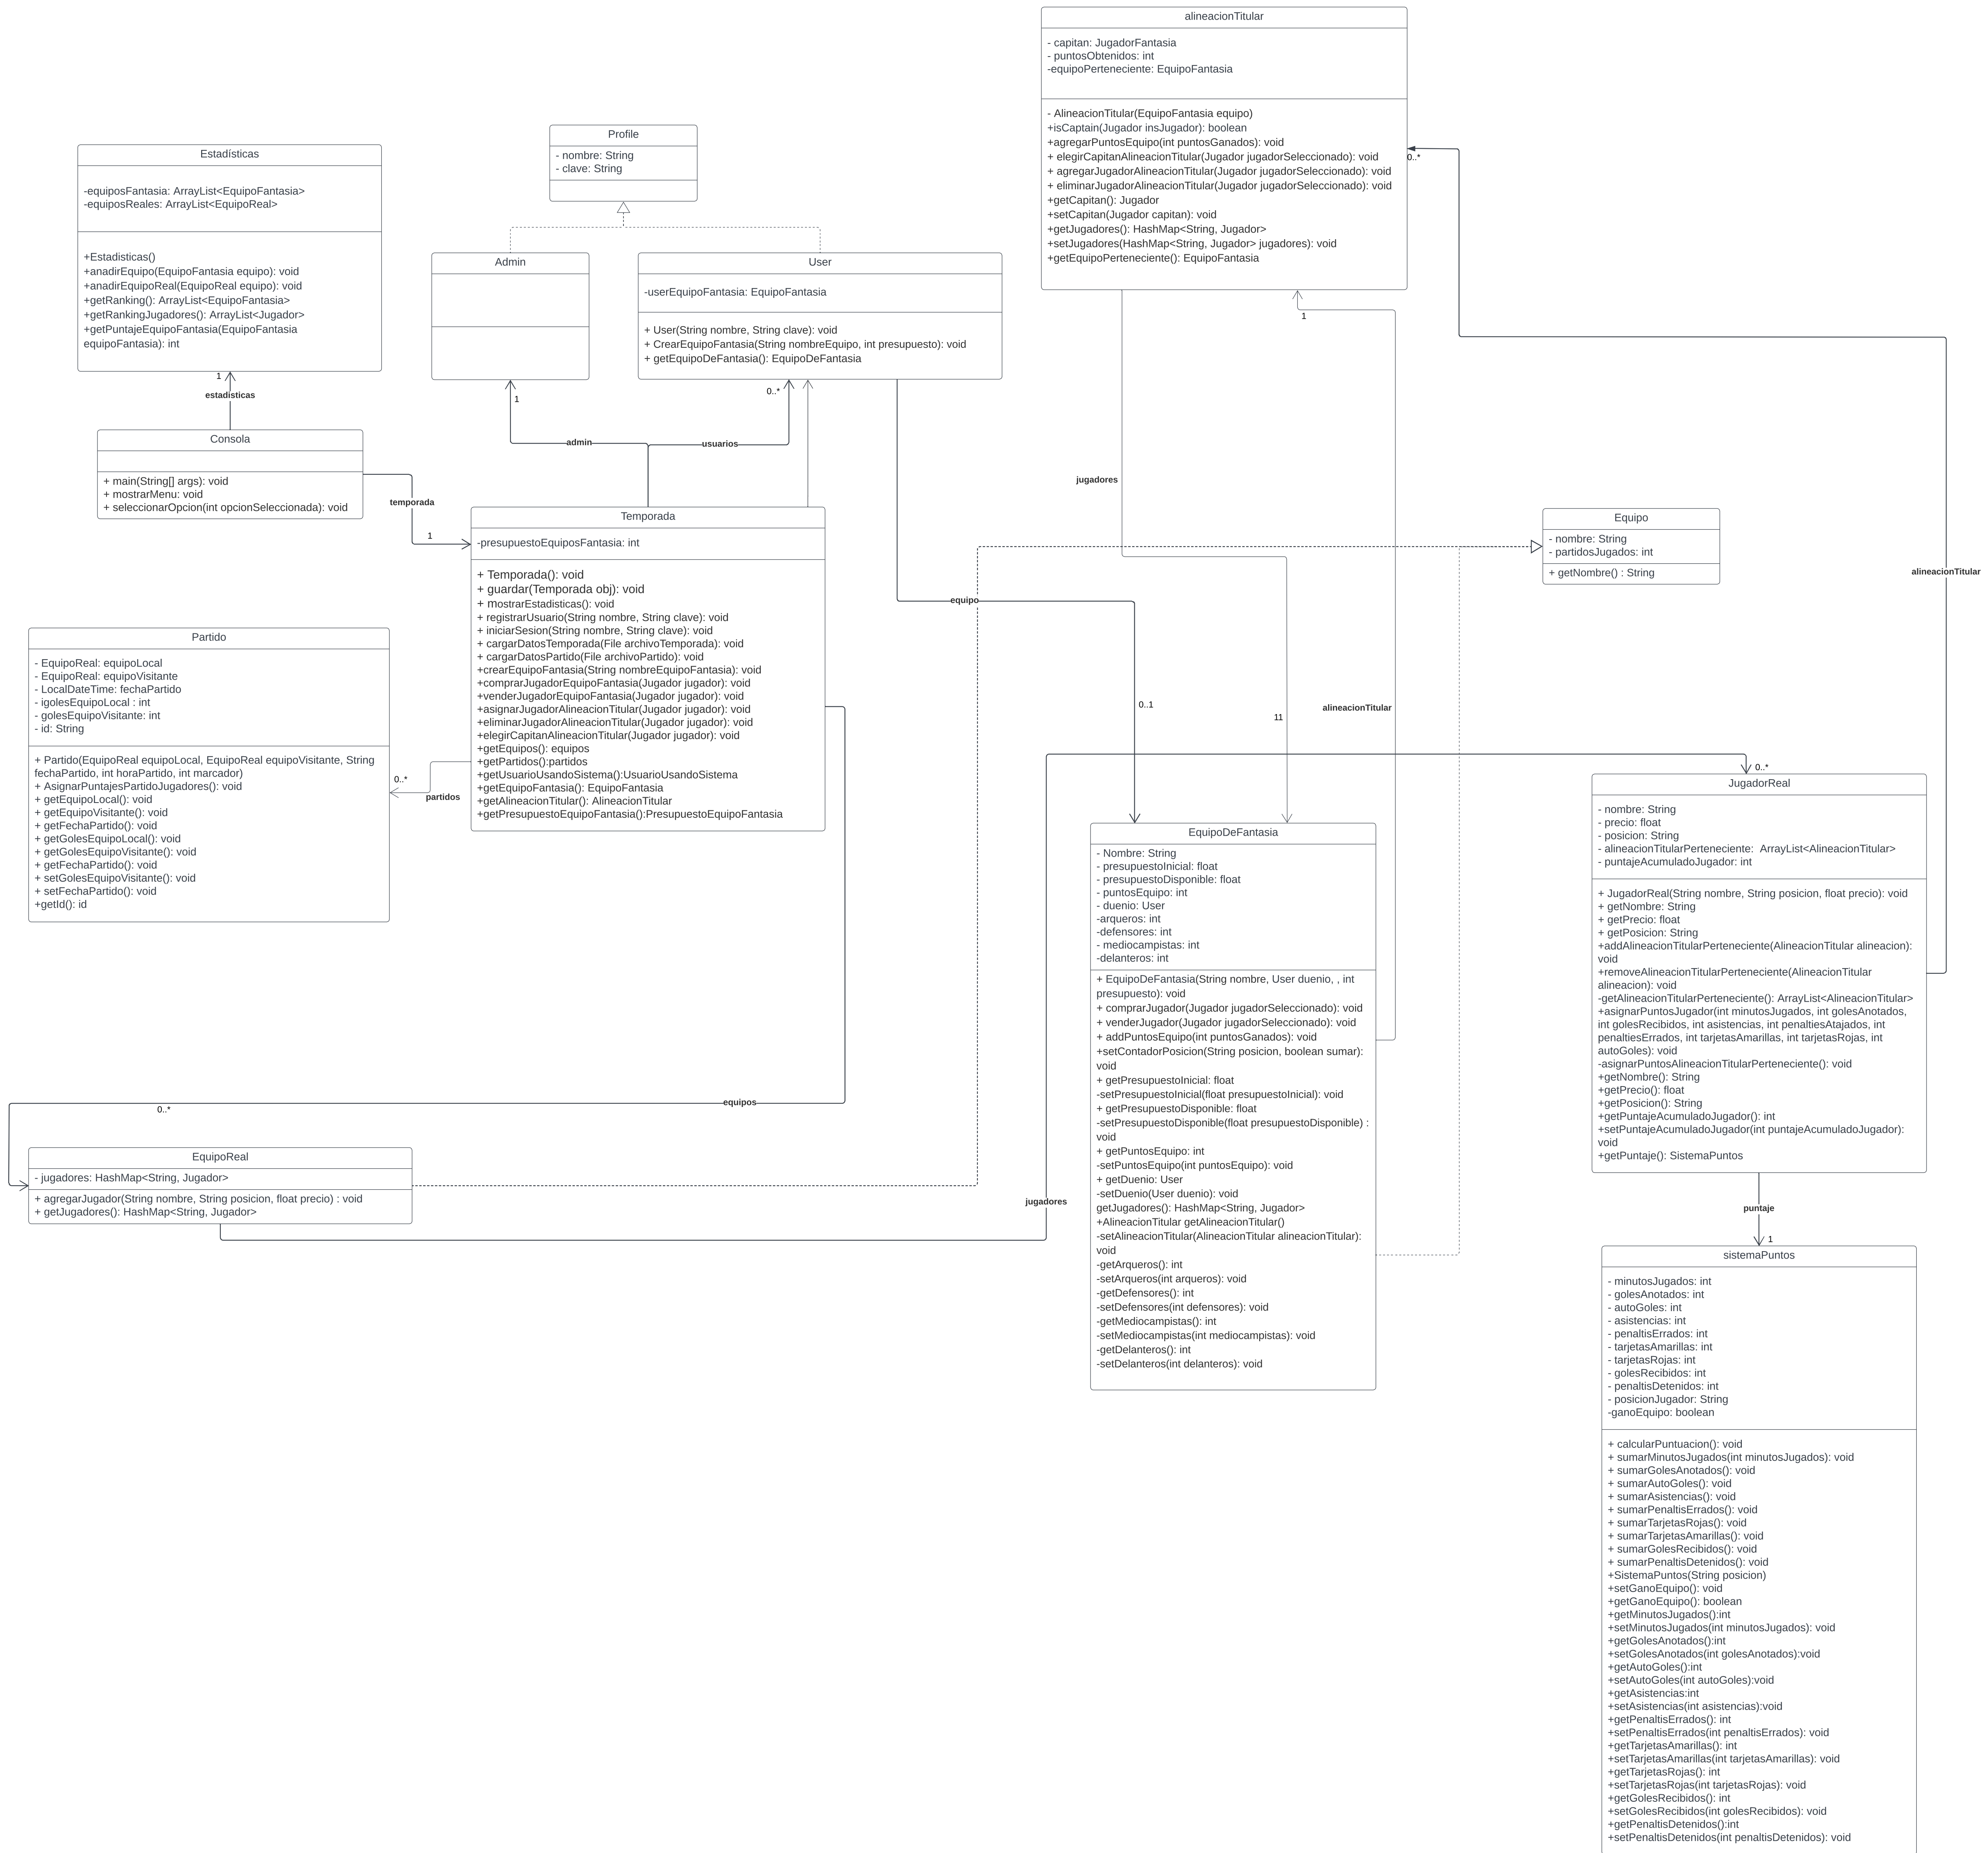 alineacionTitular
- capitan: JugadorFantasia
- puntosObtenidos: int
-equipoPerteneciente: EquipoFantasia
- AlineacionTitular(EquipoFantasia equipo)
+isCaptain(Jugador insJugador): boolean
+agregarPuntosEquipo(int puntosGanados): void
+ elegirCapitanAlineacionTitular(Jugador jugadorSeleccionado): void
+ agregarJugadorAlineacionTitular(Jugador jugadorSeleccionado): void
+ eliminarJugadorAlineacionTitular(Jugador jugadorSeleccionado): void
+getCapitan(): Jugador
+setCapitan(Jugador capitan): void
+getJugadores(): HashMap<String, Jugador>
+setJugadores(HashMap<String, Jugador> jugadores): void
+getEquipoPerteneciente(): EquipoFantasia
0..*
1
Profile
- nombre: String
- clave: String
Estadísticas
-equiposFantasia: ArrayList<EquipoFantasia>
-equiposReales: ArrayList<EquipoReal>
+Estadisticas()
+anadirEquipo(EquipoFantasia equipo): void
+anadirEquipoReal(EquipoReal equipo): void
+getRanking(): ArrayList<EquipoFantasia>
+getRankingJugadores(): ArrayList<Jugador>
+getPuntajeEquipoFantasia(EquipoFantasia
equipoFantasia): int
1
estadisticas
Admin
1
admin
User
-userEquipoFantasia: EquipoFantasia
+ User(String nombre, String clave): void
+ CrearEquipoFantasia(String nombreEquipo, int presupuesto): void
+ getEquipoDeFantasia(): EquipoDeFantasia
0..*
usuarios
Consola
+ main(String[] args): void
+ mostrarMenu: void
+ seleccionarOpcion(int opcionSeleccionada): void
temporada
1
Temporada
-presupuestoEquiposFantasia: int
+ Temporada(): void
+ guardar(Temporada obj): void
+ mostrarEstadisticas(): void
+ registrarUsuario(String nombre, String clave): void
+ iniciarSesion(String nombre, String clave): void
+ cargarDatosTemporada(File archivoTemporada): void
+ cargarDatosPartido(File archivoPartido): void
+crearEquipoFantasia(String nombreEquipoFantasia): void
+comprarJugadorEquipoFantasia(Jugador jugador): void
+venderJugadorEquipoFantasia(Jugador jugador): void
+asignarJugadorAlineacionTitular(Jugador jugador): void
+eliminarJugadorAlineacionTitular(Jugador jugador): void
+elegirCapitanAlineacionTitular(Jugador jugador): void
+getEquipos(): equipos
+getPartidos():partidos
+getUsuarioUsandoSistema():UsuarioUsandoSistema
+getEquipoFantasia(): EquipoFantasia
+getAlineacionTitular(): AlineacionTitular
+getPresupuestoEquipoFantasia():PresupuestoEquipoFantasia
jugadores
equipo
0..1
11
alineacionTitular
Equipo
- nombre: String
- partidosJugados: int
+ getNombre() : String
alineacionTitular
Partido
- EquipoReal: equipoLocal
- EquipoReal: equipoVisitante
- LocalDateTime: fechaPartido
- igolesEquipoLocal : int
- golesEquipoVisitante: int
- id: String
+ Partido(EquipoReal equipoLocal, EquipoReal equipoVisitante, String
fechaPartido, int horaPartido, int marcador)
+ AsignarPuntajesPartidoJugadores(): void
+ getEquipoLocal(): void
+ getEquipoVisitante(): void
+ getFechaPartido(): void
+ getGolesEquipoLocal(): void
+ getGolesEquipoVisitante(): void
+ getFechaPartido(): void
+ setGolesEquipoVisitante(): void
+ setFechaPartido(): void
+getId(): id
0..*
partidos
0..*
JugadorReal
- nombre: String
- precio: float
- posicion: String
- alineacionTitularPerteneciente:  ArrayList<AlineacionTitular>
- puntajeAcumuladoJugador: int
+ JugadorReal(String nombre, String posicion, float precio): void
+ getNombre: String
+ getPrecio: float
+ getPosicion: String
+addAlineacionTitularPerteneciente(AlineacionTitular alineacion):
void
+removeAlineacionTitularPerteneciente(AlineacionTitular
alineacion): void
-getAlineacionTitularPerteneciente(): ArrayList<AlineacionTitular>
+asignarPuntosJugador(int minutosJugados, int golesAnotados,
int golesRecibidos, int asistencias, int penaltiesAtajados, int
penaltiesErrados, int tarjetasAmarillas, int tarjetasRojas, int
autoGoles): void
-asignarPuntosAlineacionTitularPerteneciente(): void
+getNombre(): String
+getPrecio(): float
+getPosicion(): String
+getPuntajeAcumuladoJugador(): int
+setPuntajeAcumuladoJugador(int puntajeAcumuladoJugador):
void
+getPuntaje(): SistemaPuntos
EquipoDeFantasia
- Nombre: String
- presupuestoInicial: float
- presupuestoDisponible: float
- puntosEquipo: int
- duenio: User
-arqueros: int
-defensores: int
- mediocampistas: int
-delanteros: int
+ EquipoDeFantasia(String nombre, User duenio, , int
presupuesto): void
+ comprarJugador(Jugador jugadorSeleccionado): void
+ venderJugador(Jugador jugadorSeleccionado): void
+ addPuntosEquipo(int puntosGanados): void
+setContadorPosicion(String posicion, boolean sumar):
void
+ getPresupuestoInicial: float
-setPresupuestoInicial(float presupuestoInicial): void
+ getPresupuestoDisponible: float
-setPresupuestoDisponible(float presupuestoDisponible) :
void
+ getPuntosEquipo: int
-setPuntosEquipo(int puntosEquipo): void
+ getDuenio: User
-setDuenio(User duenio): void
getJugadores(): HashMap<String, Jugador>
+AlineacionTitular getAlineacionTitular()
-setAlineacionTitular(AlineacionTitular alineacionTitular):
void
-getArqueros(): int
-setArqueros(int arqueros): void
-getDefensores(): int
-setDefensores(int defensores): void
-getMediocampistas(): int
-setMediocampistas(int mediocampistas): void
-getDelanteros(): int
-setDelanteros(int delanteros): void
0..*
equipos
EquipoReal
- jugadores: HashMap<String, Jugador>
+ agregarJugador(String nombre, String posicion, float precio) : void
+ getJugadores(): HashMap<String, Jugador>
jugadores
puntaje
1
sistemaPuntos
- minutosJugados: int
- golesAnotados: int
- autoGoles: int
- asistencias: int
- penaltisErrados: int
- tarjetasAmarillas: int
- tarjetasRojas: int
- golesRecibidos: int
- penaltisDetenidos: int
- posicionJugador: String
-ganoEquipo: boolean
+ calcularPuntuacion(): void
+ sumarMinutosJugados(int minutosJugados): void
+ sumarGolesAnotados(): void
+ sumarAutoGoles(): void
+ sumarAsistencias(): void
+ sumarPenaltisErrados(): void
+ sumarTarjetasRojas(): void
+ sumarTarjetasAmarillas(): void
+ sumarGolesRecibidos(): void
+ sumarPenaltisDetenidos(): void
+SistemaPuntos(String posicion)
+setGanoEquipo(): void
+getGanoEquipo(): boolean
+getMinutosJugados():int
+setMinutosJugados(int minutosJugados): void
+getGolesAnotados():int
+setGolesAnotados(int golesAnotados):void
+getAutoGoles():int
+setAutoGoles(int autoGoles):void
+getAsistencias:int
+setAsistencias(int asistencias):void
+getPenaltisErrados(): int
+setPenaltisErrados(int penaltisErrados): void
+getTarjetasAmarillas(): int
+setTarjetasAmarillas(int tarjetasAmarillas): void
+getTarjetasRojas(): int
+setTarjetasRojas(int tarjetasRojas): void
+getGolesRecibidos(): int
+setGolesRecibidos(int golesRecibidos): void
+getPenaltisDetenidos():int
+setPenaltisDetenidos(int penaltisDetenidos): void